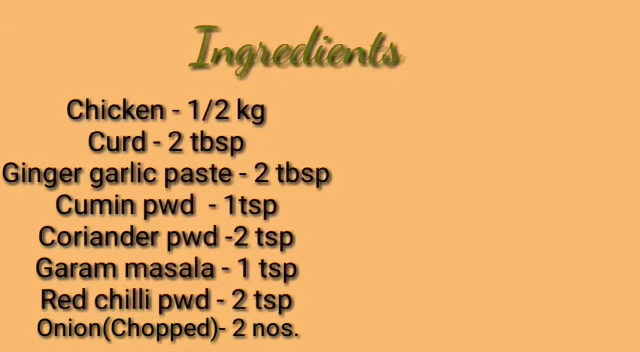 Ingredients
Chicken - 1/2 kg
Curd - 2 tbsp
Ginger garlic paste - 2 tbsp
Cumin pwd - 1tsp
Coriander pwd -2 tsp
Garam masala - 1 tsp
Red chilli pwd - 2 tsp
Onion(Chopped)- 2 nos.